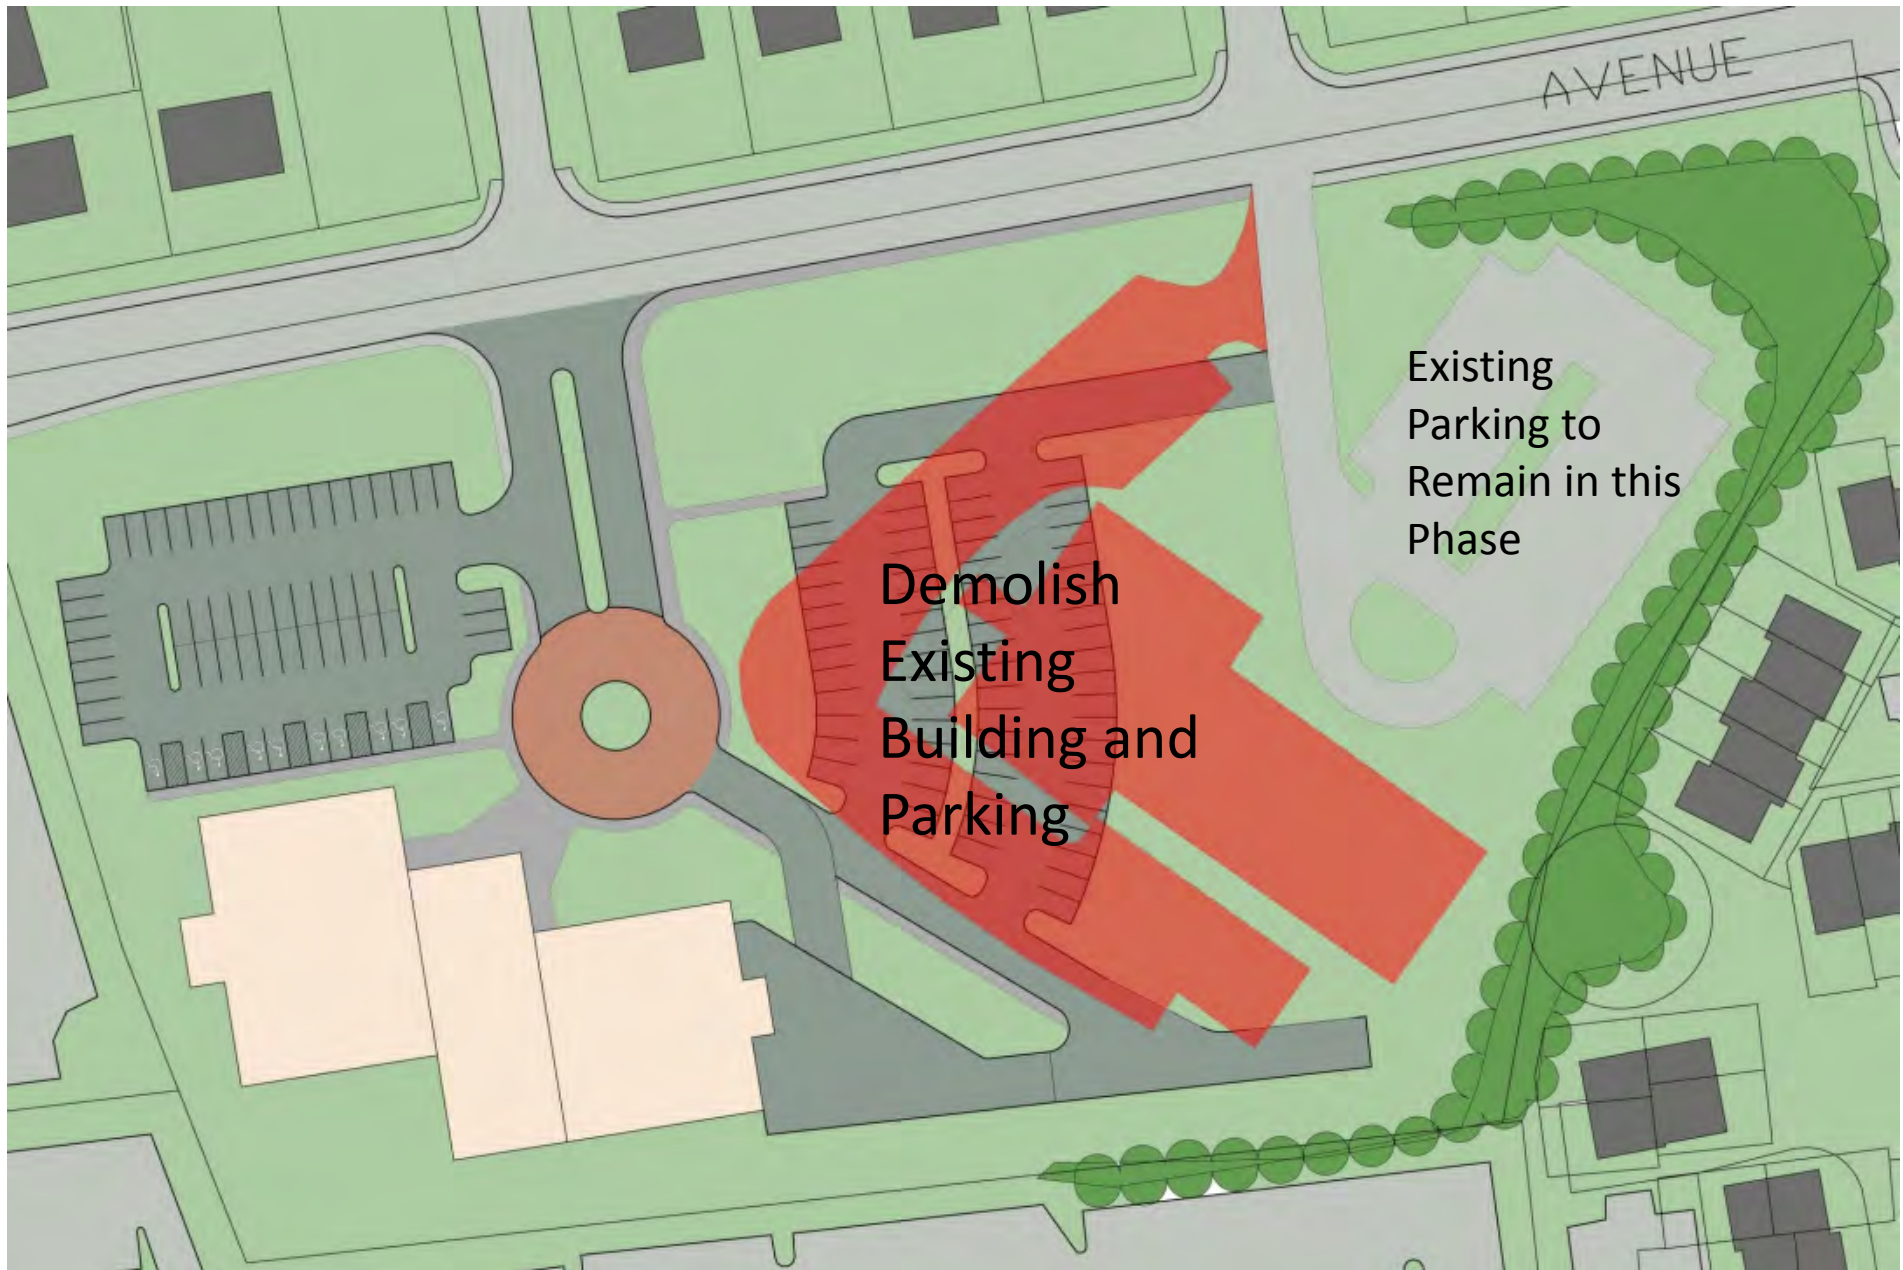 AVENUE
Existing
Parking to
Remain in this
Phase
Demolish
Existing
Building and
Parking